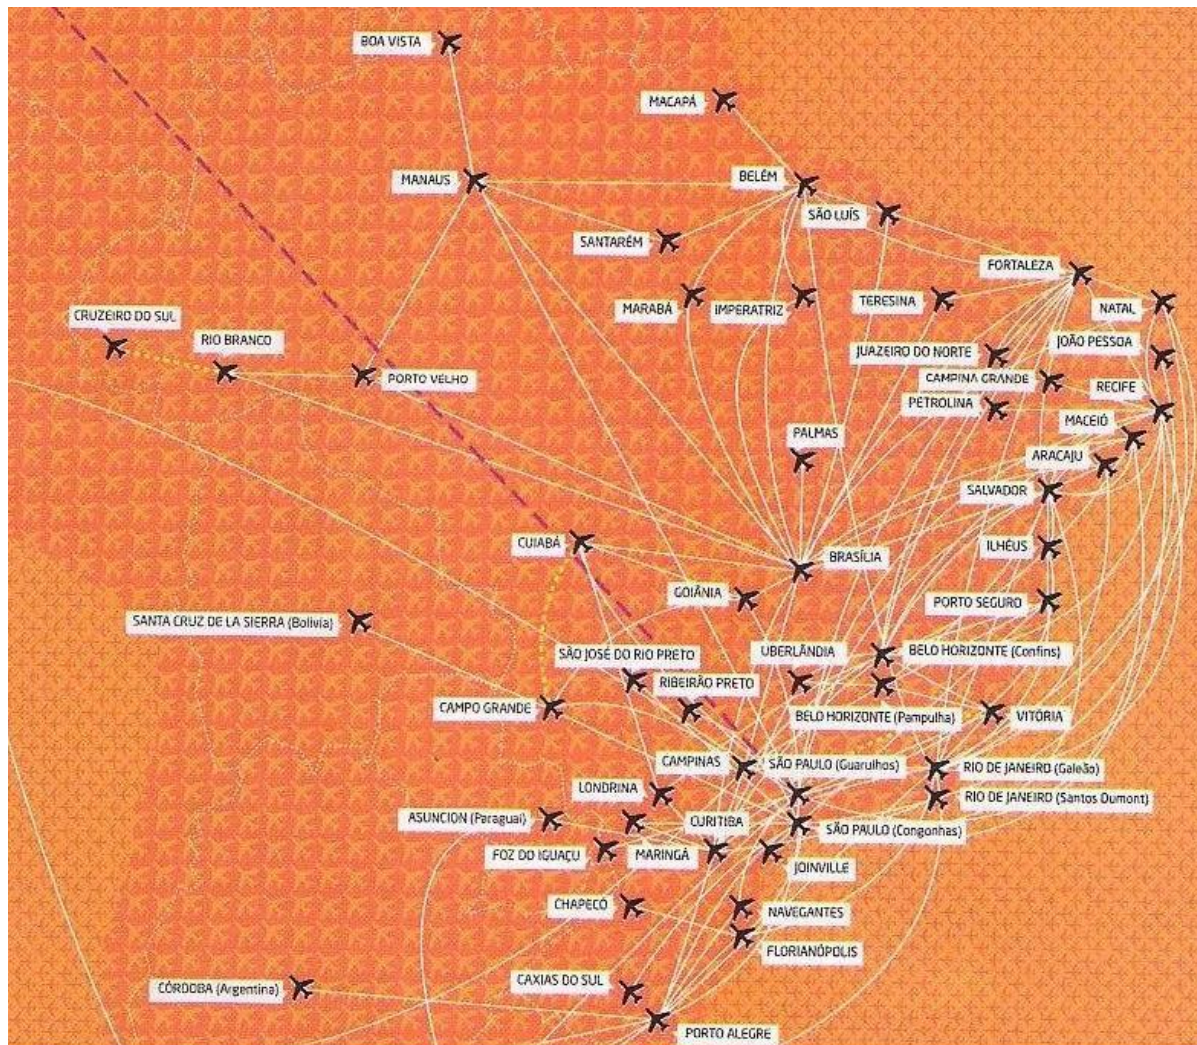 BOA VISTA
MACAPÁ
MANAUS
BELÉM
SÃO LUÍS
SANTARÉM
FORTALEZA
MARABÁ
IMPERATRIZ
TERESINA
NATAL
CRUZEIRO DO SUL
RIO BRANCO
JUAZEIRO DO NORTE
JOÃO PESSOA
PORTO VELHO
CAMPINA GRANDE
RECIFE
PETROLINA
MACEIÓ
PALMAS
ARACAJU
SALVADOR
CUIABÁ
BRASÍLIA
ILHÉUS
GOIÂNIA
PORTO SEGURO
SANTA CRUZ DE LA SIERRA (Bolívia)
SÃO JOSÉ DO RIO PRETO
UBERLÂNDIA
BELO HORIZONTE (Confins)
RIBEIRÃO PRETO
CAMPO GRANDE
BELO HORIZONTE (Pampulha)
VITÓRIA
CAMPINAS
SÃO PAULO (Guarulhos)
RIO DE JANEIRO (Galeão)
LONDRINA
RIO DE JANEIRO (Santos Dumont)
ASUNCION (Paraguai)
CURITIBA
SÃO PAULO (Congonhas)
FOZ DO IGUAÇU
MARINGÁ
JOINVILLE
CHAPECÓ
NAVEGANTES
FLORIANÓPOLIS
CAXIAS DO SUL
CÓRDOBA (Argentina)
PORTO ALEGRE